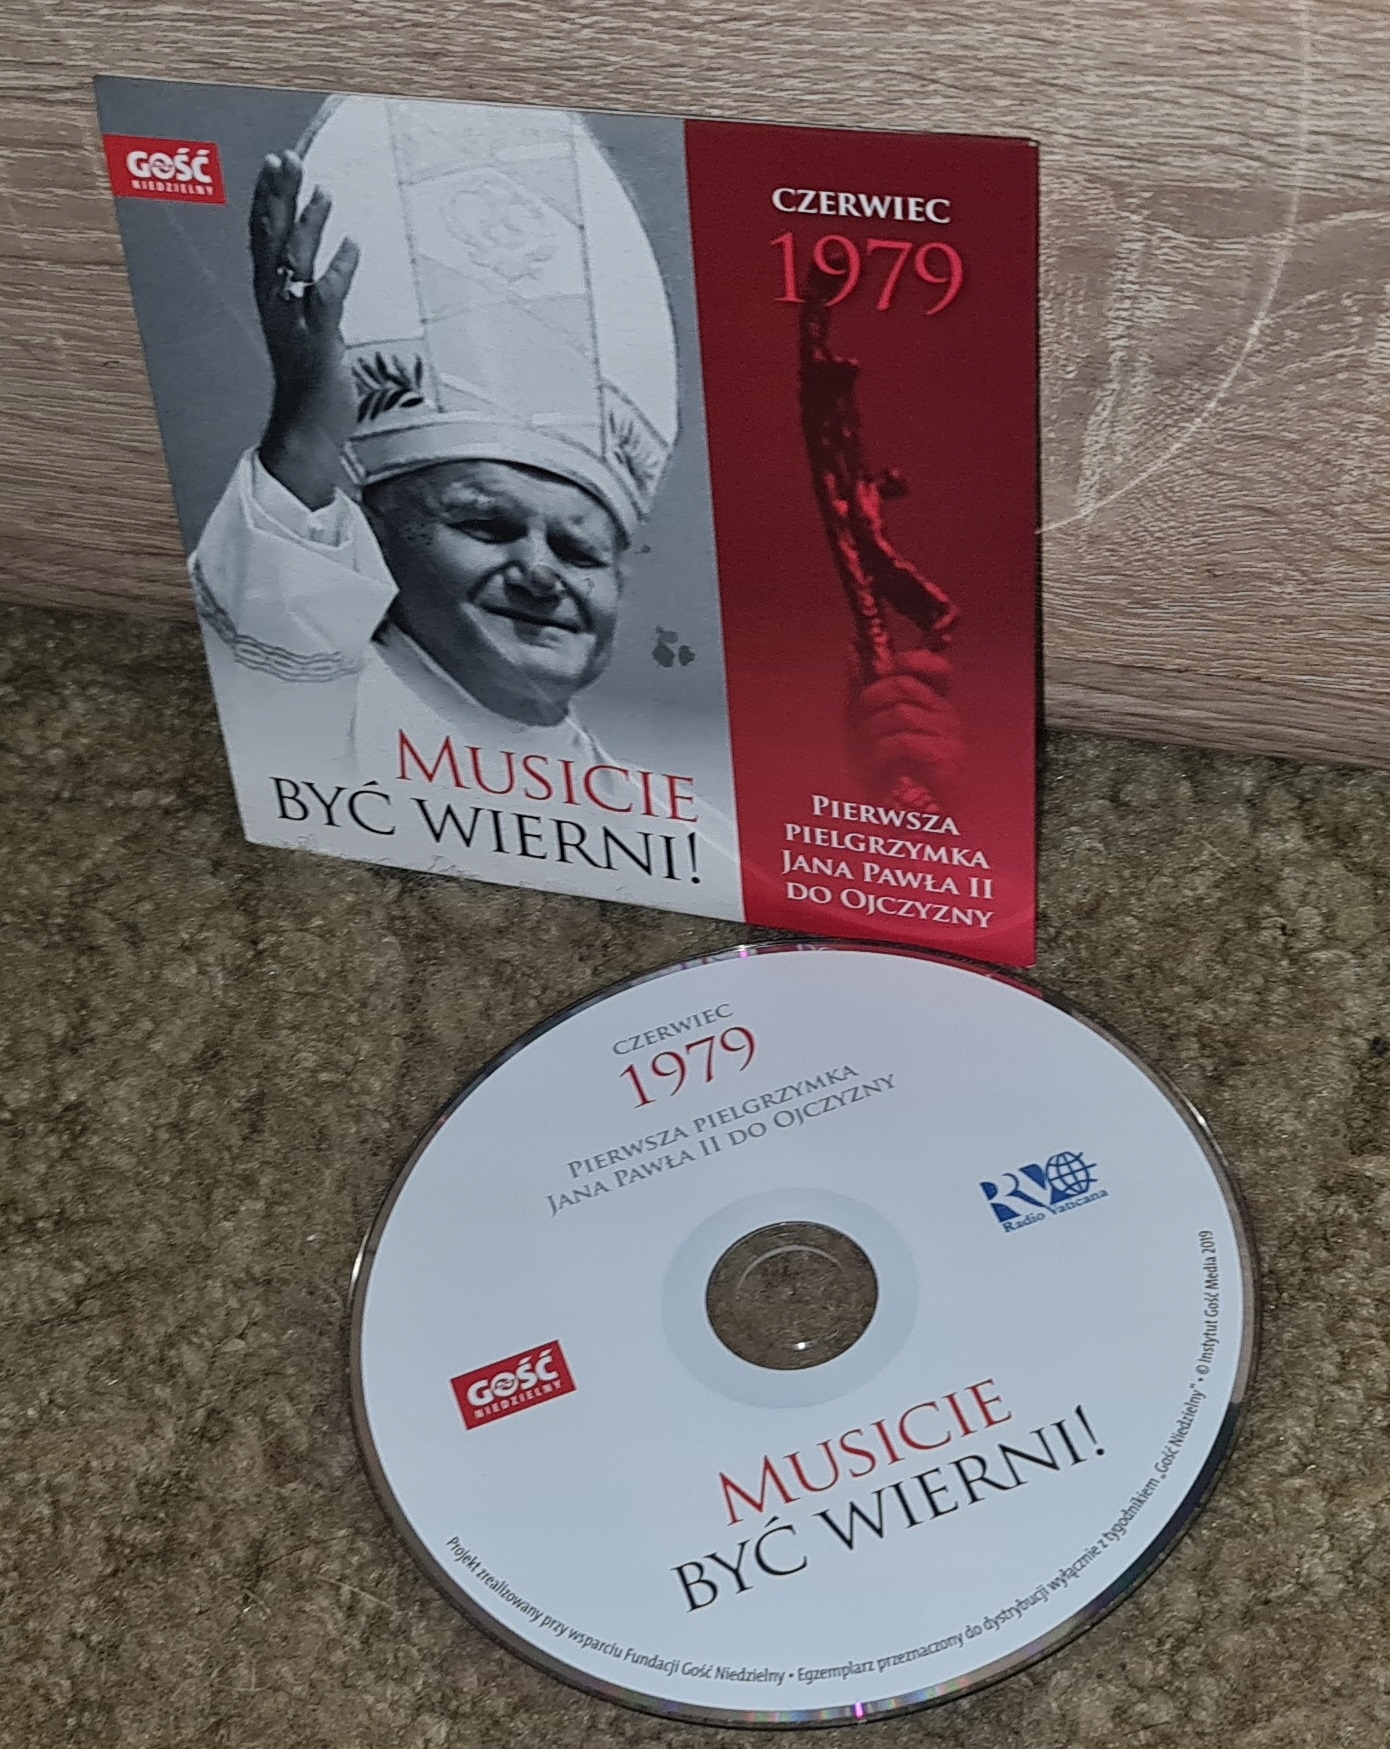 GOŚĆ
NIEDZIELNY
CZERWIEC
1979
MUSICIE
BYĆ WIERNI!
PIERWSZA
PIELGRZYMKA
JANA PAWŁA II
DO OJCZYZNY
CZERWIEC
1979
PIERWSZA PIELGRZYMKA
JANA PAWŁA II DO OJCZYZNY
RV
Radio Vaticana
GOŚĆ
NIEDZIELNY
MUSICIE
BYĆ WIERNI!
Projekt zrealizowany przy wsparciu Fundacji Gość Niedzielny • Egzemplarz przeznaczony do dystrybucji wyłącznie z tygodnikiem „Gość Niedzielny” • © Instytut Gość Media 2019